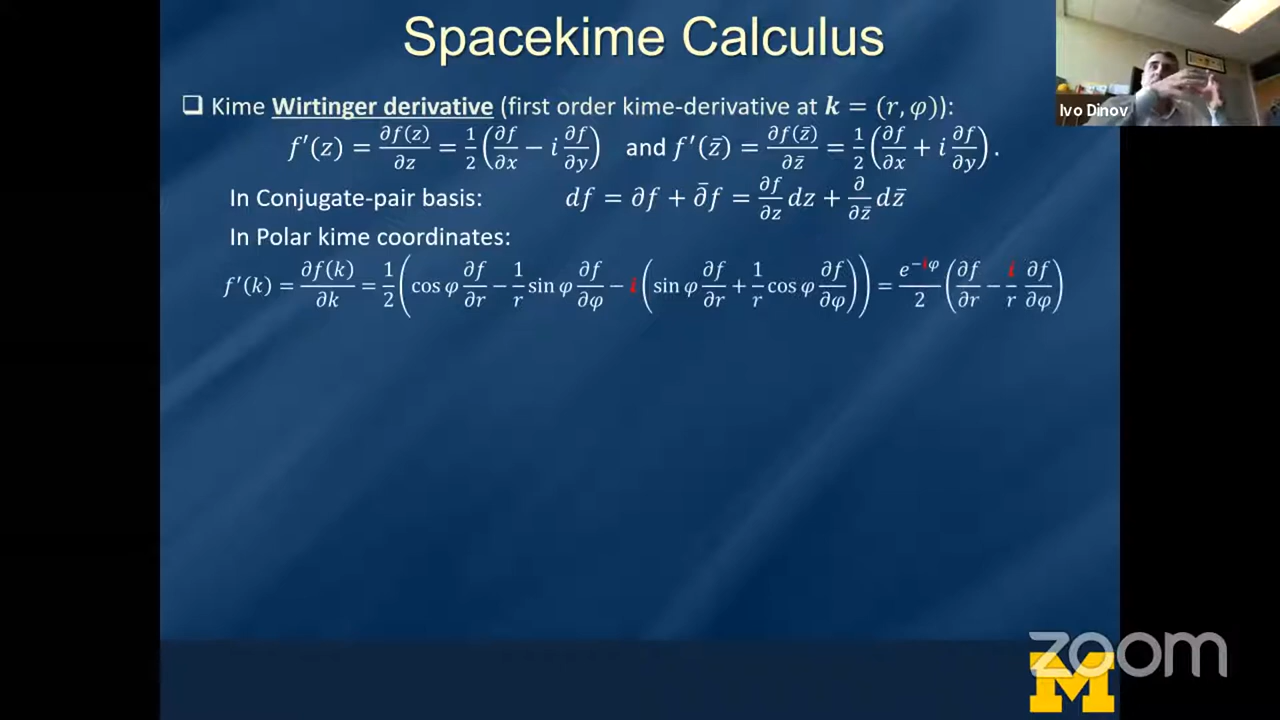 Spacekime Calculus
Ivo Dinov
❑ Kime Wirtinger derivative (first order kime-derivative at 𝒌 = (r, φ)):
f′(z) = ∂f(z)/∂z = 1/2 (∂f/∂x − i ∂f/∂y) and f′(z̄) = ∂f(z̄)/∂z̄ = 1/2 (∂f/∂x + i ∂f/∂y).
In Conjugate-pair basis: df = ∂f + ∂̄f = ∂f/∂z dz + ∂/∂z̄ dz̄
In Polar kime coordinates:
f′(k) = ∂f(k)/∂k = 1/2 (cos φ ∂f/∂r − 1/r sin φ ∂f/∂φ − i (sin φ ∂f/∂r + 1/r cos φ ∂f/∂φ)) = e^{−iφ}/2 (∂f/∂r − i/r ∂f/∂φ)
zoom
M